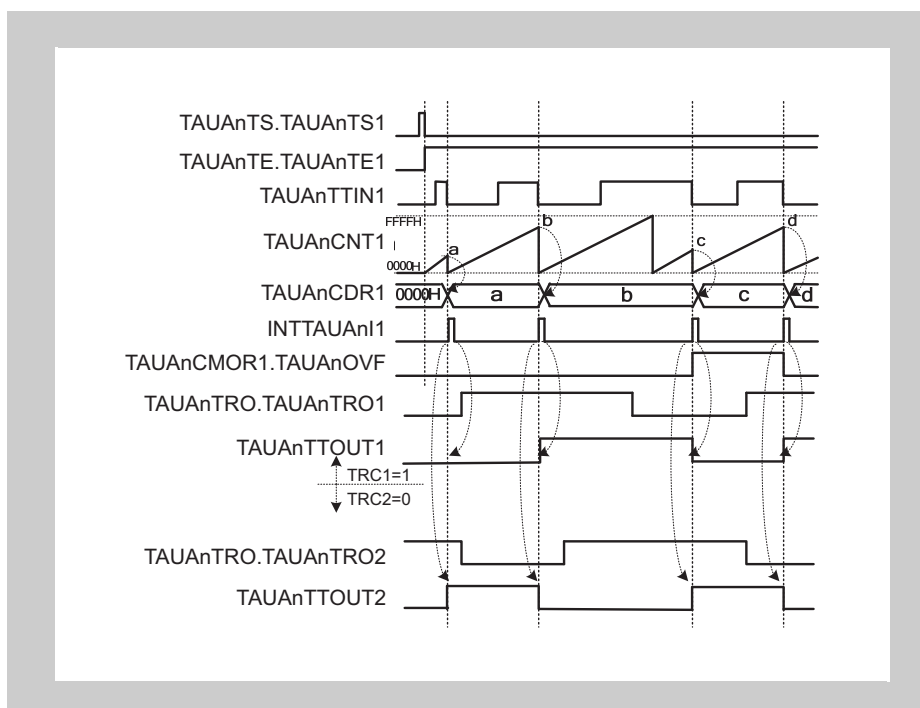 TAUAnTS.TAUAnTS1
TAUAnTE.TAUAnTE1
TAUAnTTIN1
FFFFH
TAUAnCNT1
0000H
a
b
c
d
TAUAnCDR1
0000H a b c d
INTTAUAnI1
TAUAnCMOR1.TAUAnOVF
TAUAnTRO.TAUAnTRO1
TAUAnTTOUT1
TRC1=1
TRC2=0
TAUAnTRO.TAUAnTRO2
TAUAnTTOUT2